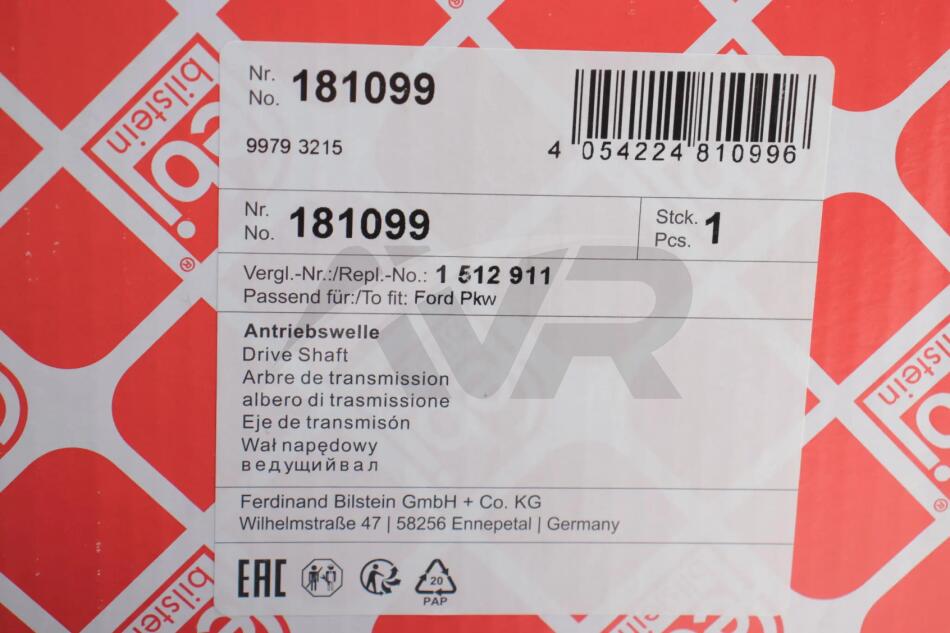 Nr.
No. 181099
9979 3215
4 054224 810996
Nr.
No. 181099
Stck.
Pcs. 1
Vergl.-Nr.:/Repl.-No.: 1 512 911
Passend für:/To fit: Ford Pkw
Antriebswelle
Drive Shaft
Arbre de transmission
albero di trasmissione
Eje de transmisón
Wał napędowy
ведущийвал
Ferdinand Bilstein GmbH + Co. KG
Wilhelmstraße 47 | 58256 Ennepetal | Germany
EAC
20
PAP
VR
bilstein
febi
bilstein
bilstein
bilstein